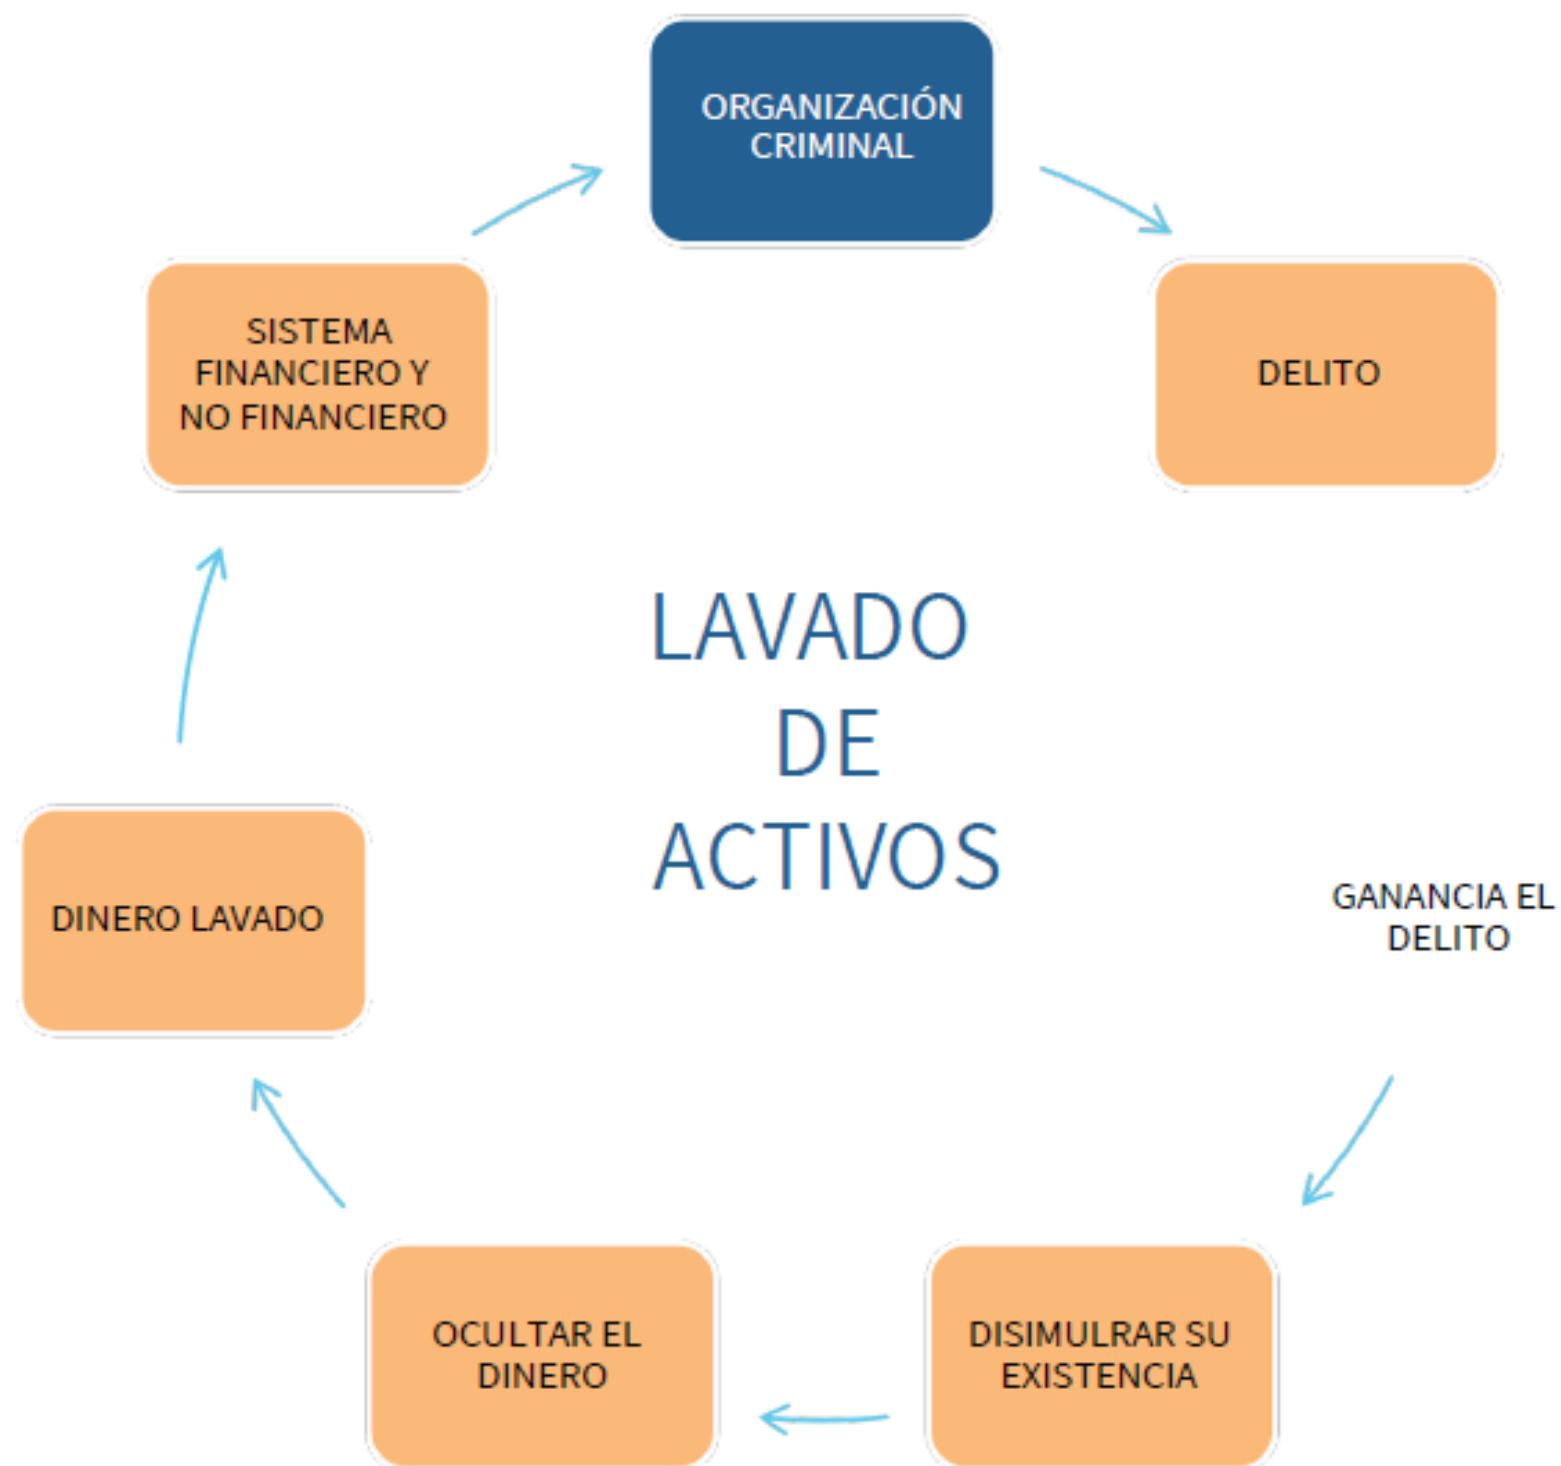 ORGANIZACIÓN
CRIMINAL
DELITO
GANANCIA EL
DELITO
DISIMULRAR SU
EXISTENCIA
OCULTAR EL
DINERO
DINERO LAVADO
SISTEMA
FINANCIERO Y
NO FINANCIERO
LAVADO
DE
ACTIVOS